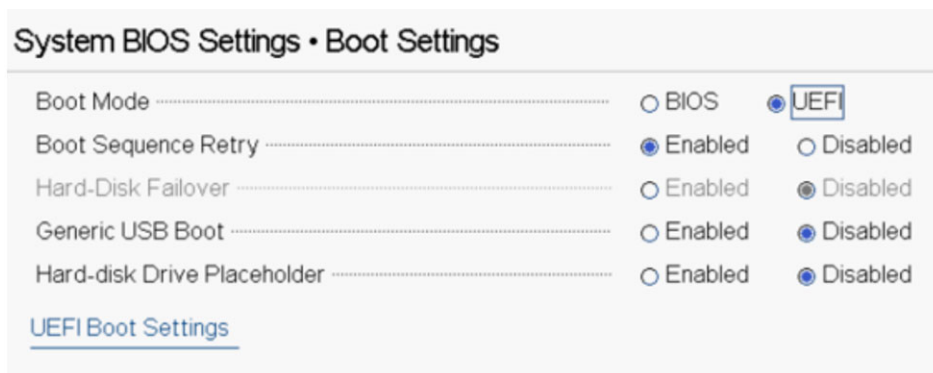 System BIOS Settings • Boot Settings
Boot Mode BIOS UEFI
Boot Sequence Retry Enabled Disabled
Hard-Disk Failover Enabled Disabled
Generic USB Boot Enabled Disabled
Hard-disk Drive Placeholder Enabled Disabled
UEFI Boot Settings